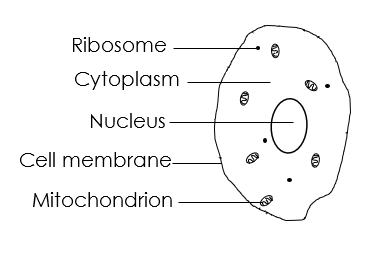 Ribosome
Cytoplasm
Nucleus
Cell membrane
Mitochondrion